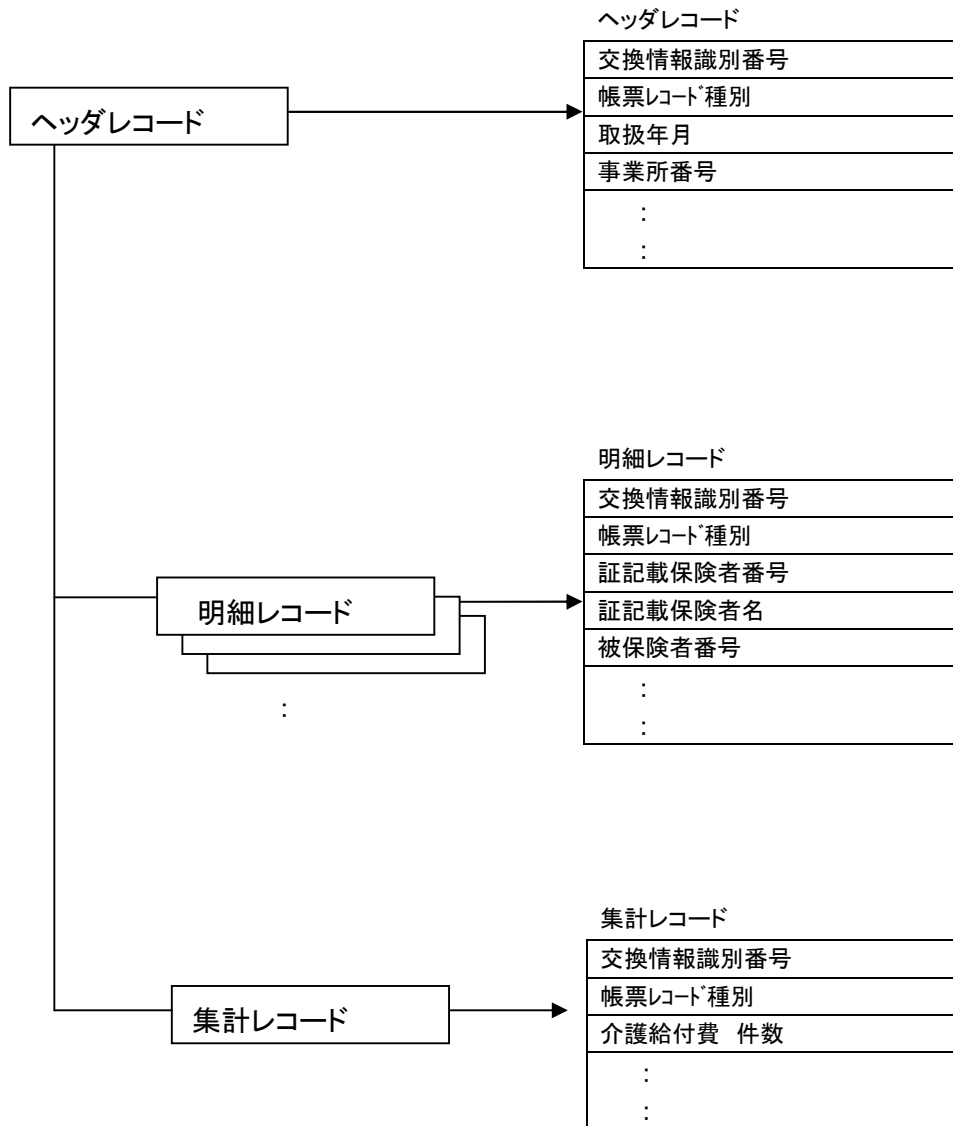 ヘッダレコード
交換情報識別番号
帳票ﾚｺｰﾄﾞ種別
取扱年月
事業所番号
:
:
ヘッダレコード
明細レコード
交換情報識別番号
帳票ﾚｺｰﾄﾞ種別
証記載保険者番号
証記載保険者名
被保険者番号
:
:
明細レコード
:
集計レコード
交換情報識別番号
帳票ﾚｺｰﾄﾞ種別
介護給付費　件数
:
:
集計レコード